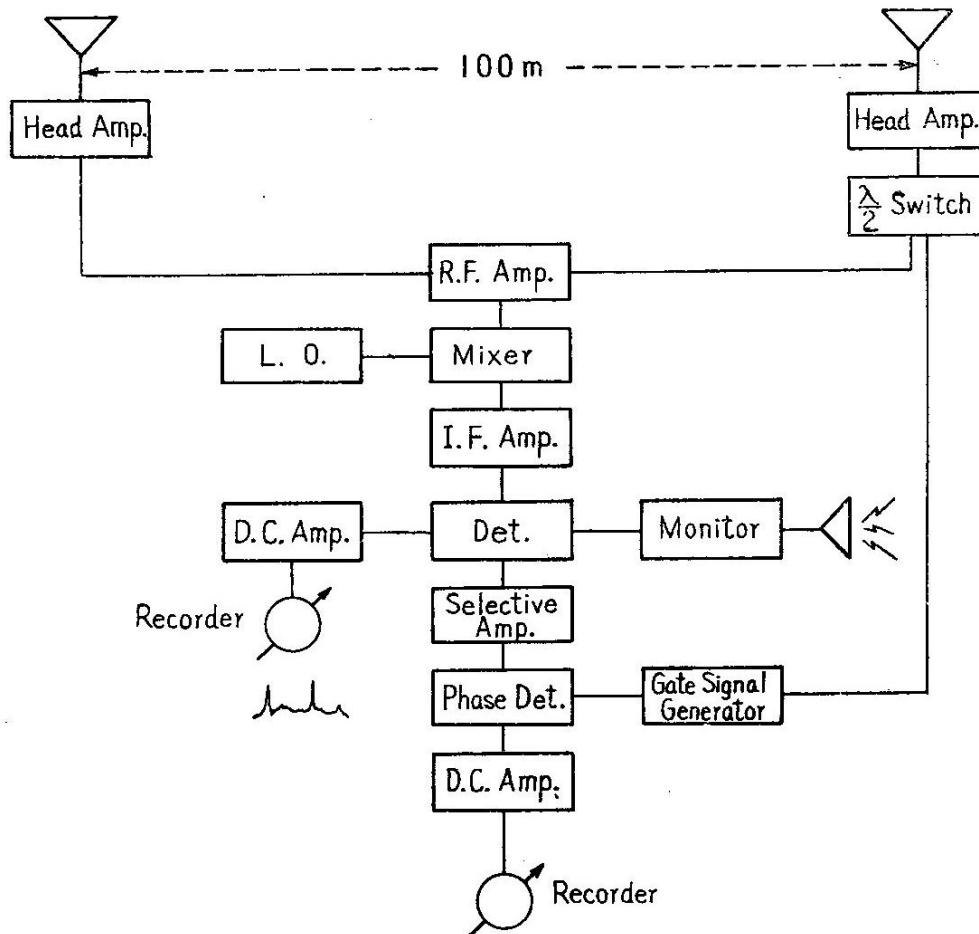 100 m
Head Amp.
Head Amp.
λ/2 Switch
R.F. Amp.
L. O.
Mixer
I.F. Amp.
D.C. Amp.
Det.
Monitor
Recorder
Selective
Amp.
Phase Det.
Gate Signal
Generator
D.C. Amp.
Recorder